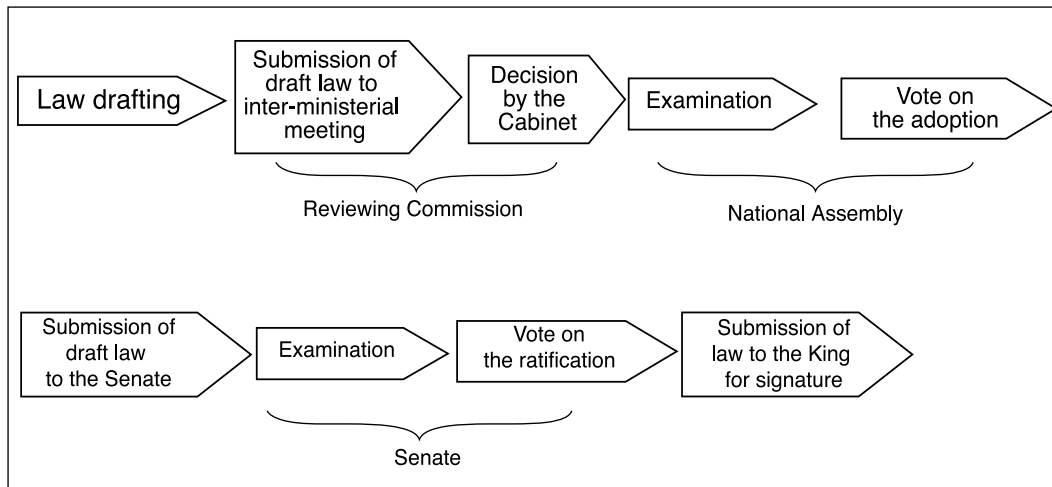 Law drafting
Submission of
draft law to
inter-ministerial
meeting
Decision
by the
Cabinet
Examination
Vote on
the adoption
Reviewing Commission
National Assembly
Submission of
draft law
to the Senate
Examination
Vote on
the ratification
Submission of
law to the King
for signature
Senate